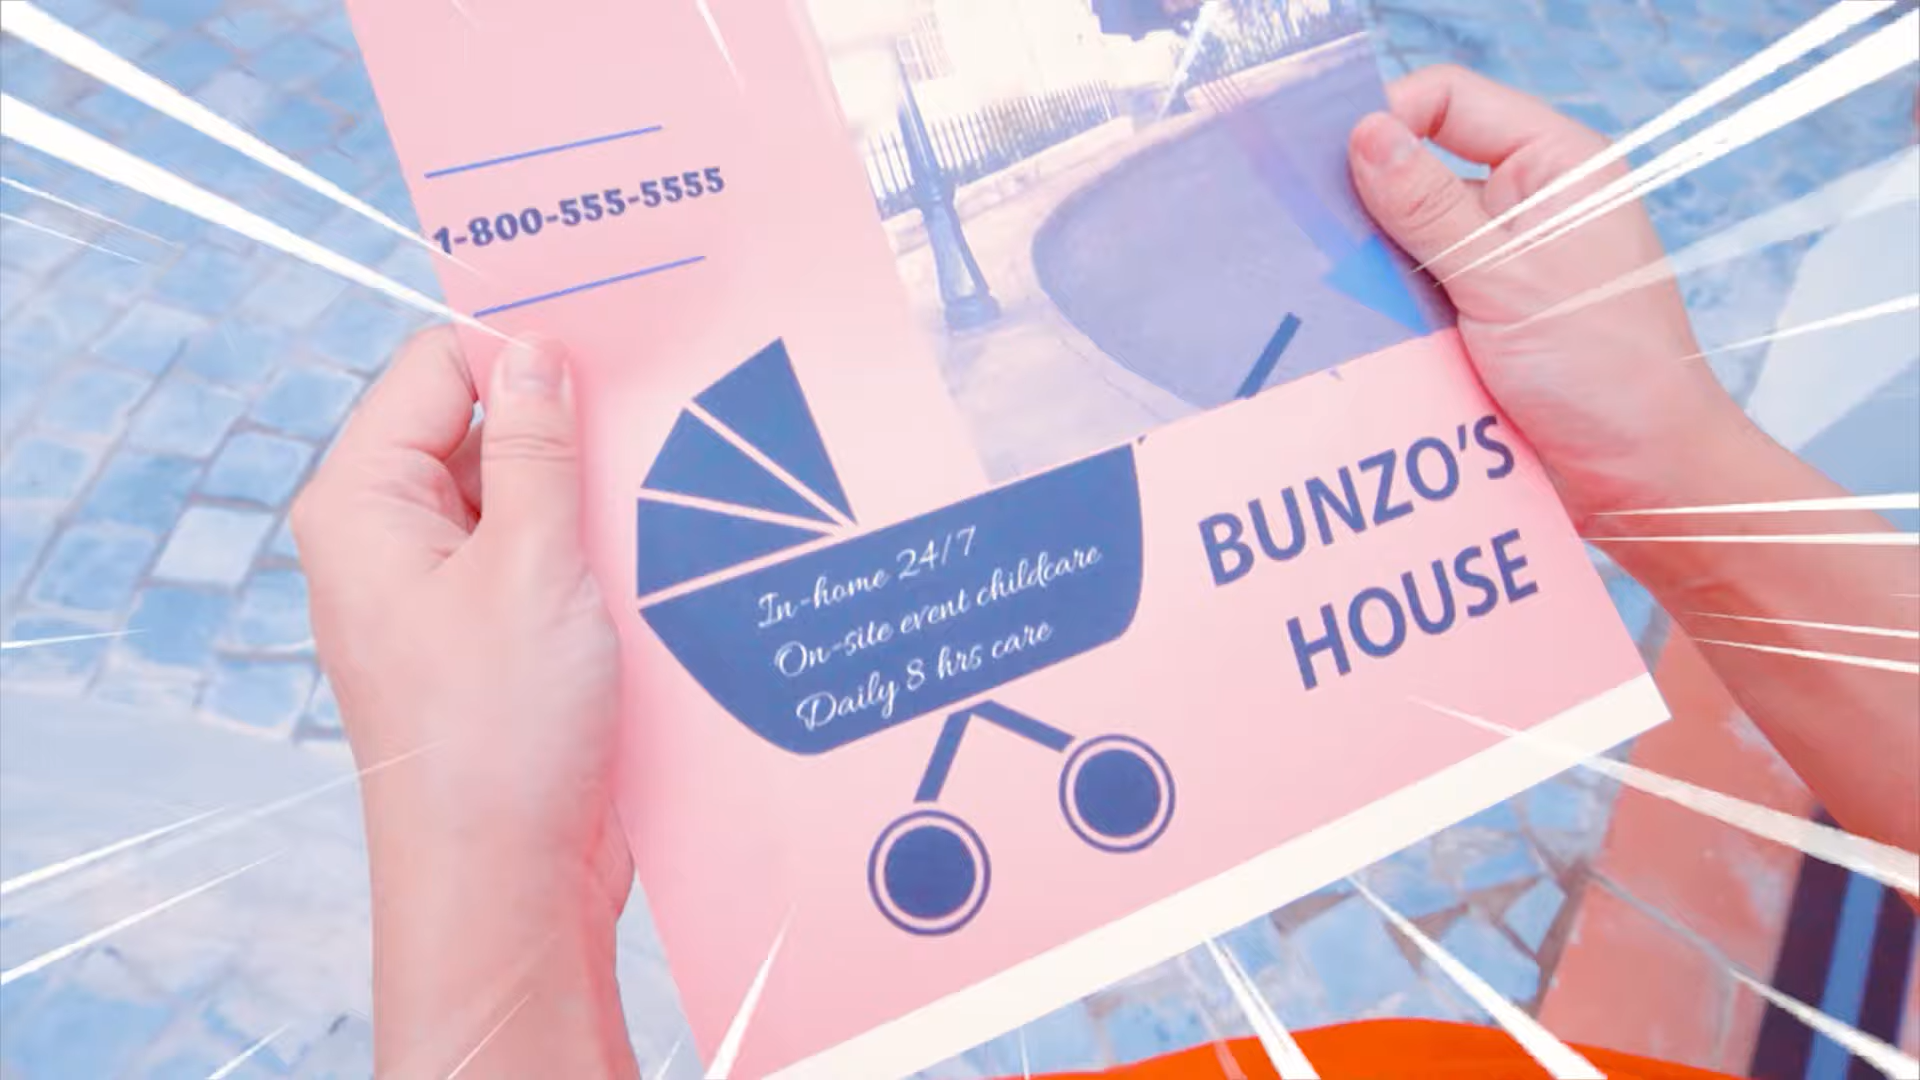 1-800-555-5555
In-home 24/7
On-site event childcare
Daily 8 hrs care
BUNZO'S
HOUSE